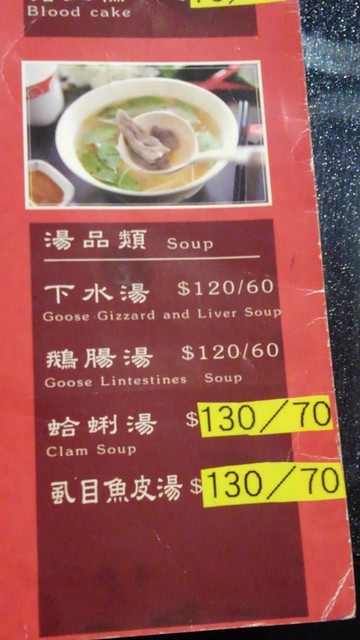 Blood cake
湯品類 Soup
下水湯 $120/60
Goose Gizzard and Liver Soup
鵝腸湯 $120/60
Goose Lintestines Soup
蛤蜊湯 $130/70
Clam Soup
虱目魚皮湯 $130/70